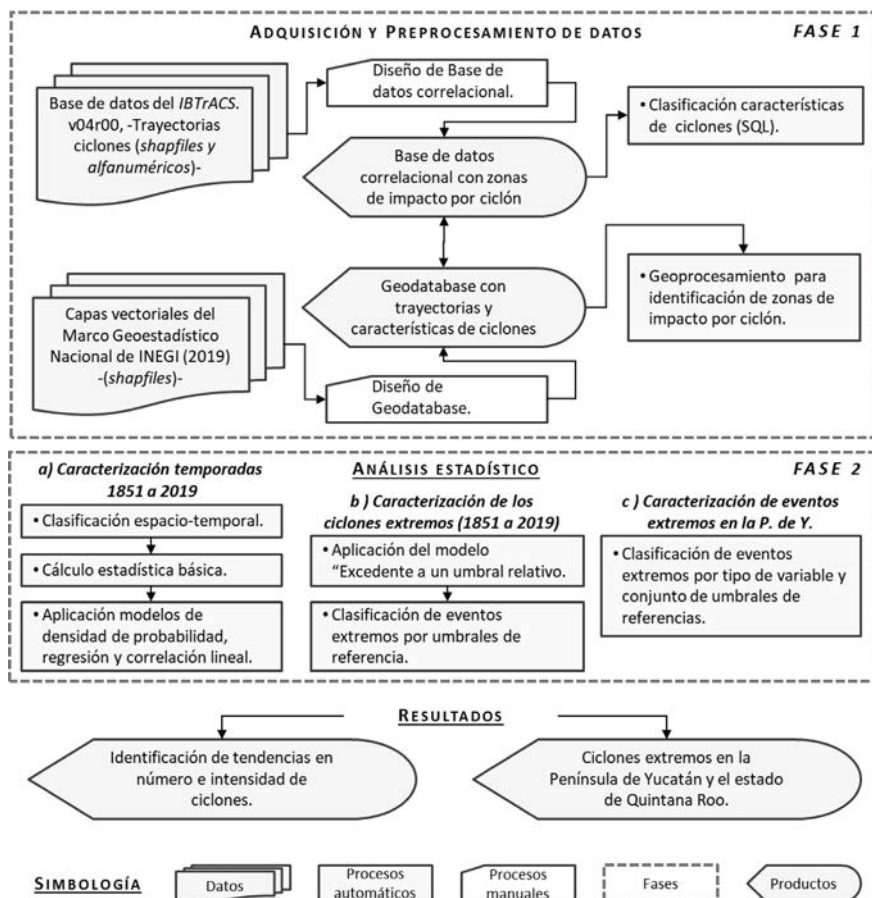 ADQUISICIÓN Y PREPROCESAMIENTO DE DATOS
FASE 1
Base de datos del IBTrACS.
v04r00, -Trayectorias
ciclones (shapfiles y
alfanuméricos)-
Diseño de Base de
datos correlacional.
Base de datos
correlacional con zonas
de impacto por ciclón
• Clasificación características
de ciclones (SQL).
Capas vectoriales del
Marco Geoestadístico
Nacional de INEGI (2019)
-(shapfiles)-
Geodatabase con
trayectorias y
características de ciclones
• Geoprocesamiento para
identificación de zonas de
impacto por ciclón.
Diseño de
Geodatabase.
ANÁLISIS ESTADÍSTICO
FASE 2
a) Caracterización temporadas
1851 a 2019
• Clasificación espacio-temporal.
• Cálculo estadística básica.
• Aplicación modelos de
densidad de probabilidad,
regresión y correlación lineal.
b ) Caracterización de los
ciclones extremos (1851 a 2019)
• Aplicación del modelo
“Excedente a un umbral relativo.
• Clasificación de eventos
extremos por umbrales de
referencia.
c ) Caracterización de eventos
extremos en la P. de Y.
• Clasificación de eventos
extremos por tipo de variable y
conjunto de umbrales de
referencias.
RESULTADOS
Identificación de tendencias en
número e intensidad de
ciclones.
Ciclones extremos en la
Península de Yucatán y el estado
de Quintana Roo.
SIMBOLOGÍA
Datos
Procesos
automáticos
Procesos
manuales
Fases
Productos